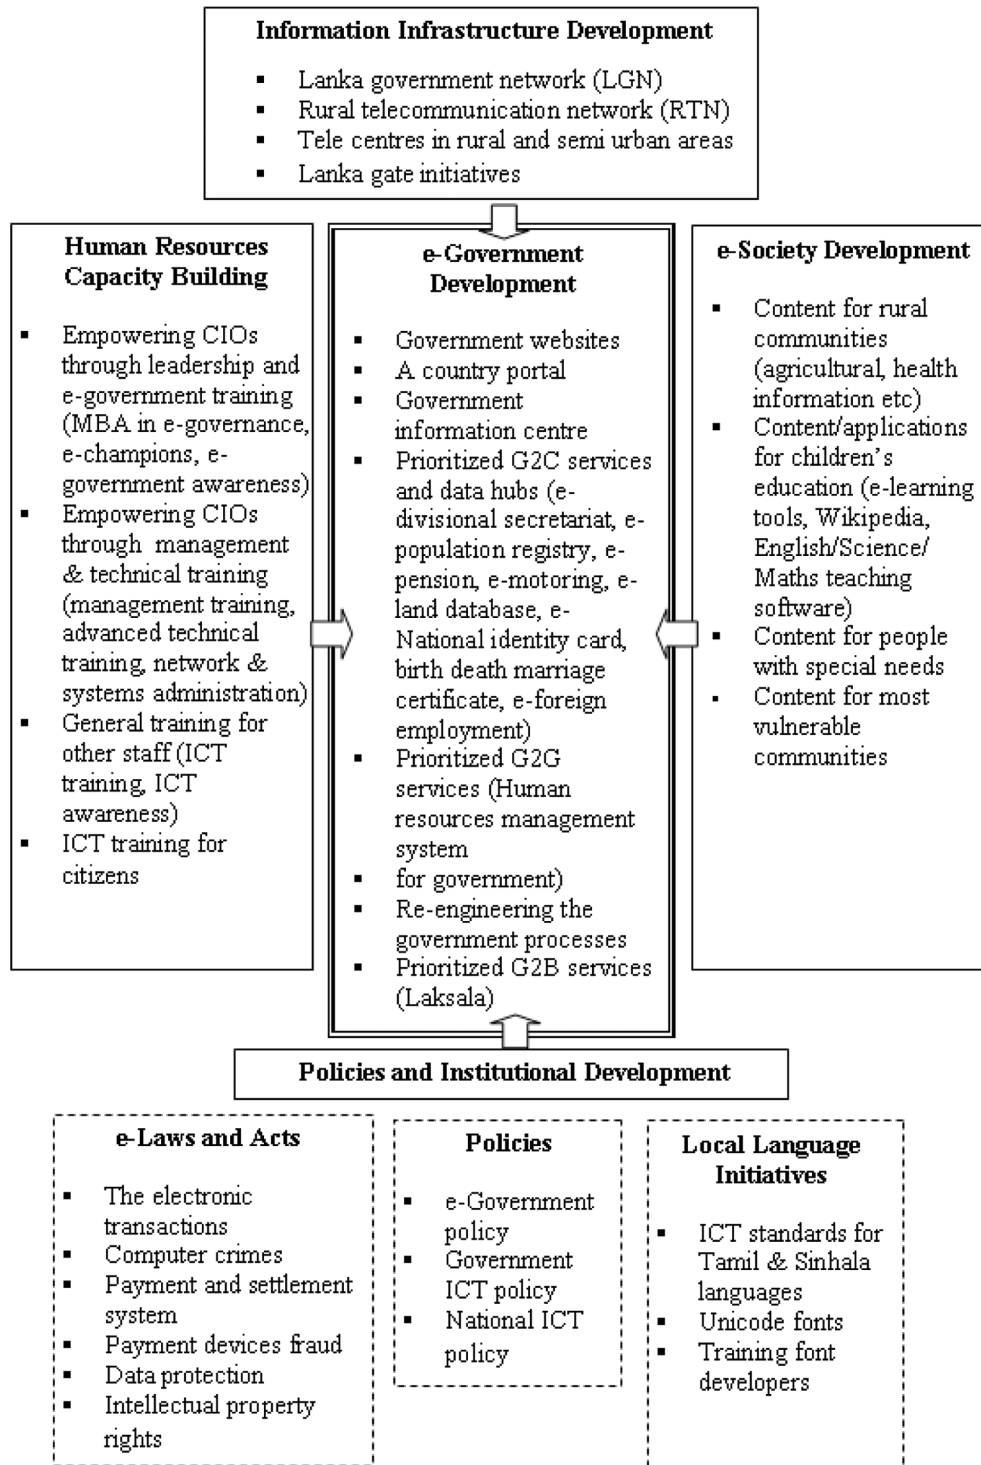 Information Infrastructure Development
▪ Lanka government network (LGN)
▪ Rural telecommunication network (RTN)
▪ Tele centres in rural and semi urban areas
▪ Lanka gate initiatives
Human Resources
Capacity Building
▪ Empowering CIOs
through leadership and
e-government training
(MBA in e-governance,
e-champions, e-
government awareness)
▪ Empowering CIOs
through management
& technical training
(management training,
advanced technical
training, network &
systems administration)
▪ General training for
other staff (ICT
training, ICT
awareness)
▪ ICT training for
citizens
e-Government
Development
▪ Government websites
▪ A country portal
▪ Government
information centre
▪ Prioritized G2C services
and data hubs (e-
divisional secretariat, e-
population registry, e-
pension, e-motoring, e-
land database, e-
National identity card,
birth death marriage
certificate, e-foreign
employment)
▪ Prioritized G2G
services (Human
resources management
system
▪ for government)
▪ Re-engineering the
government processes
▪ Prioritized G2B services
(Laksala)
e-Society Development
▪ Content for rural
communities
(agricultural, health
information etc)
▪ Content/applications
for children's
education (e-learning
tools, Wikipedia,
English/Science/
Maths teaching
software)
▪ Content for people
with special needs
▪ Content for most
vulnerable
communities
Policies and Institutional Development
e-Laws and Acts
▪ The electronic
transactions
▪ Computer crimes
▪ Payment and settlement
system
▪ Payment devices fraud
▪ Data protection
▪ Intellectual property
rights
Policies
▪ e-Government
policy
▪ Government
ICT policy
▪ National ICT
policy
Local Language
Initiatives
▪ ICT standards for
Tamil & Sinhala
languages
▪ Unicode fonts
▪ Training font
developers